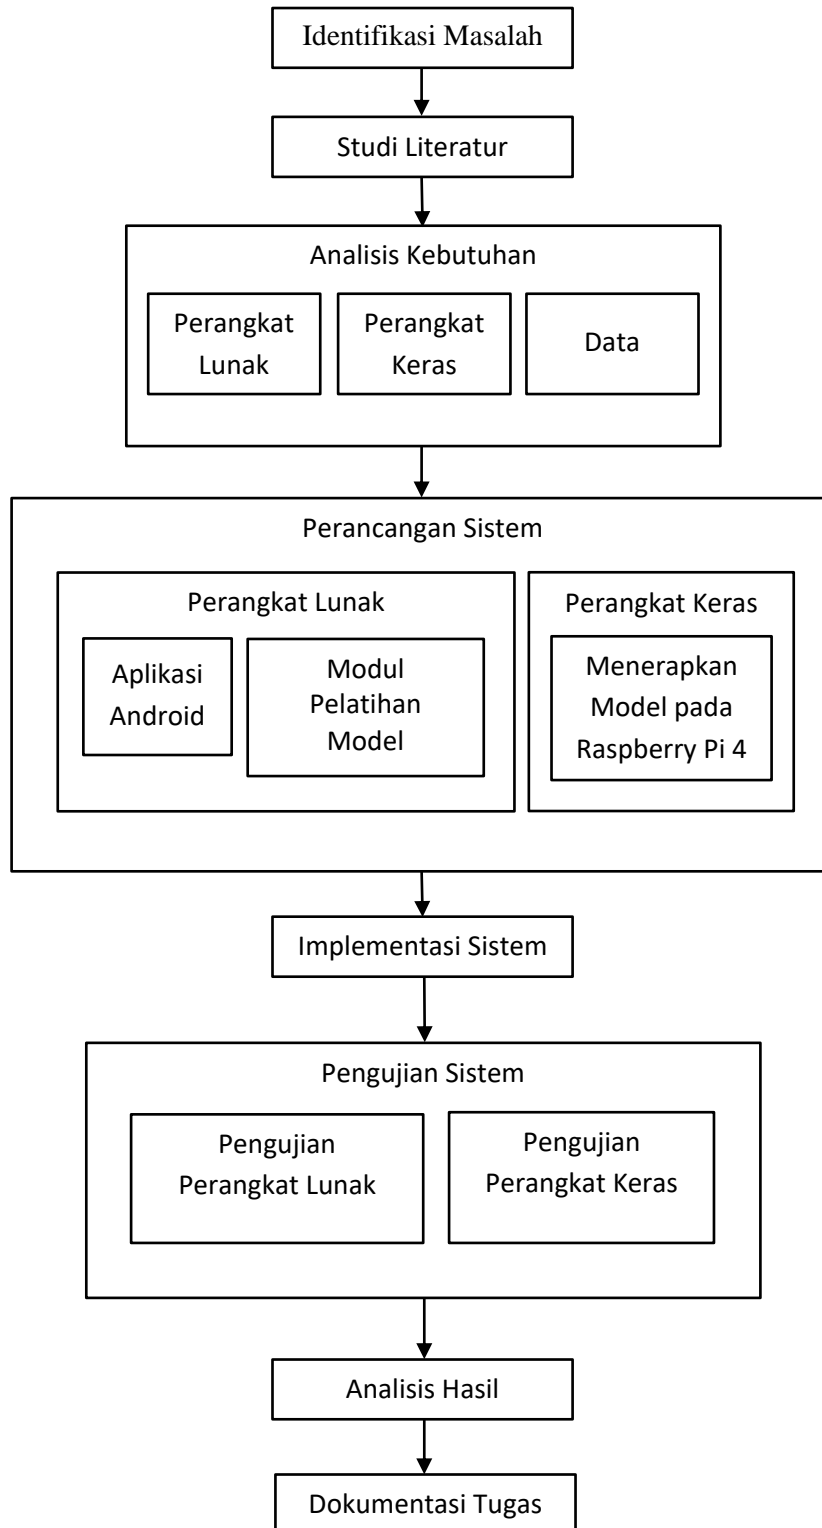 Identifikasi Masalah
Studi Literatur
Analisis Kebutuhan
Perangkat
Lunak
Perangkat
Keras
Data
Perancangan Sistem
Perangkat Lunak
Aplikasi
Android
Modul
Pelatihan
Model
Perangkat Keras
Menerapkan
Model pada
Raspberry Pi 4
Implementasi Sistem
Pengujian Sistem
Pengujian
Perangkat Lunak
Pengujian
Perangkat Keras
Analisis Hasil
Dokumentasi Tugas